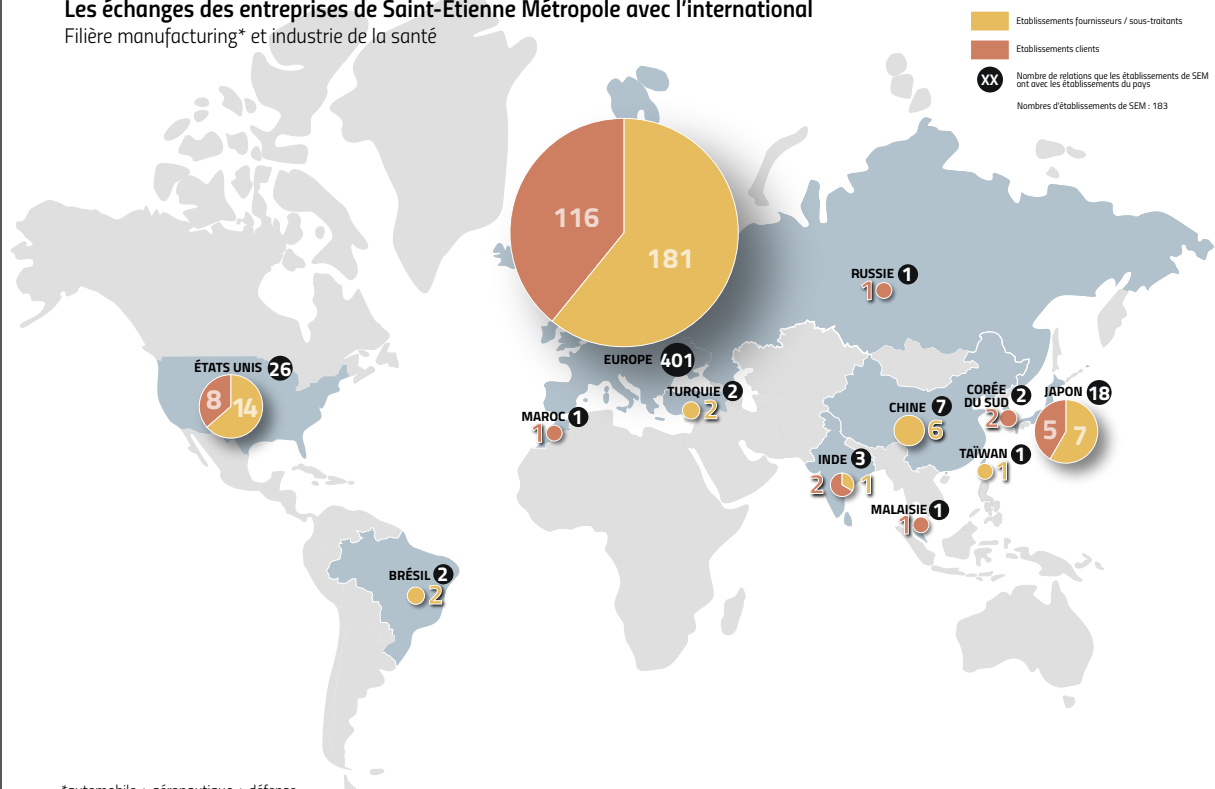 Les échanges des entreprises de Saint-Etienne Métropole avec l'international
Filière manufacturing* et industrie de la santé
Etablissements fournisseurs / sous-traitants
Etablissements clients
XX
Nombre de relations que les établissements de SEM
ont avec les établissements du pays
Nombres d'établissements de SEM : 183
116
181
RUSSIE 1
1
EUROPE 401
ÉTATS UNIS 26
8
14
TURQUIE 2
2
MAROC 1
1
CHINE 7
6
CORÉE
DU SUD 2
2
JAPON 18
5
7
TAÏWAN 1
1
INDE 3
2
1
MALAISIE 1
1
BRÉSIL 2
2
*automobile + aéronautique + défense